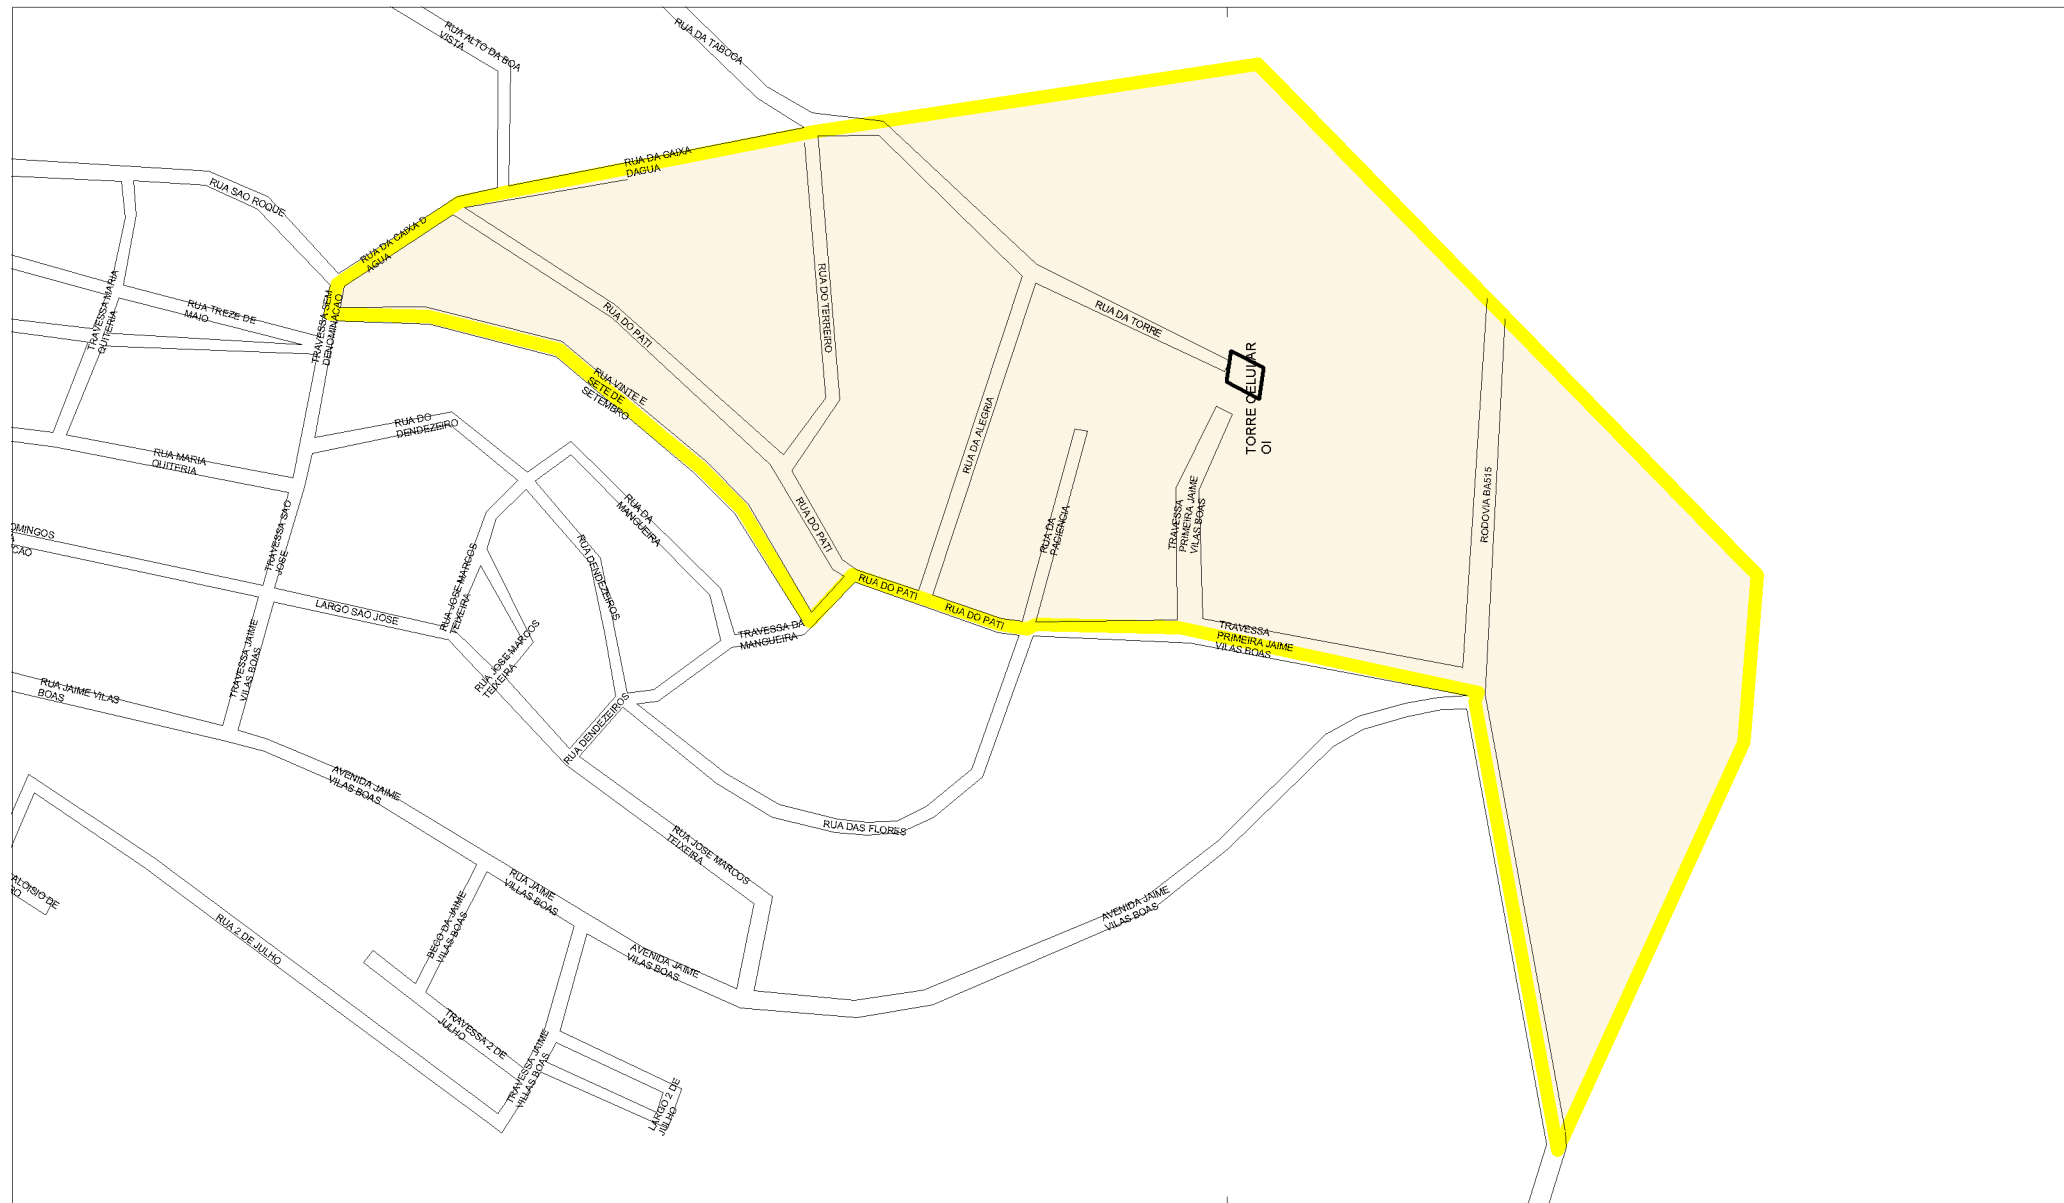 RUA ALTO DA BOA
VISTA
RUA DA TABOCA
RUA DA CAIXA
DAGUA
RUA SAO ROQUE
RUA DA CAIXA D
AGUA
TRAVESSA MARIA
QUITERIA
RUA TREZE DE
MAIO
TRAVESSA SEM
DENOMINACAO
RUA DO PATI
RUA DO TERREIRO
RUA DA TORRE
TORRE CELULAR
OI
RUA VINTE E
SETE DE
SETEMBRO
RUA DO
DENDEZEIRO
RUA DA ALEGRIA
RUA MARIA
QUITERIA
RUA DA
MANGUEIRA
RUA DO PATI
RUA DA
PACIENCIA
TRAVESSA
PRIMEIRA JAIME
VILAS BOAS
RODOVIA BA515
OMINGOS
CAO
TRAVESSA SAO
JOSE
RUA JOSE MARCOS
TEIXEIRA
RUA DENDEZEIROS
RUA DO PATI
RUA DO PATI
LARGO SAO JOSE
TRAVESSA DA
MANGUEIRA
TRAVESSA
PRIMEIRA JAIME
VILAS BOAS
TRAVESSA JAIME
VILAS BOAS
RUA JOSE MARCOS
TEIXEIRA
RUA JAIME VILAS
BOAS
RUA DENDEZEIROS
AVENIDA JAIME
VILAS BOAS
RUA DAS FLORES
RUA JOSE MARCOS
TEIXEIRA
ALOISIO DE
RO
RUA JAIME
VILLAS BOAS
BECO DA JAIME
VILAS BOAS
RUA 2 DE JULHO
AVENIDA JAIME
VILAS BOAS
AVENIDA JAIME
VILAS BOAS
TRAVESSA 2 DE
JULHO
TRAVESSA JAIME
VILLAS BOAS
LARGO 2 DE
JULHO